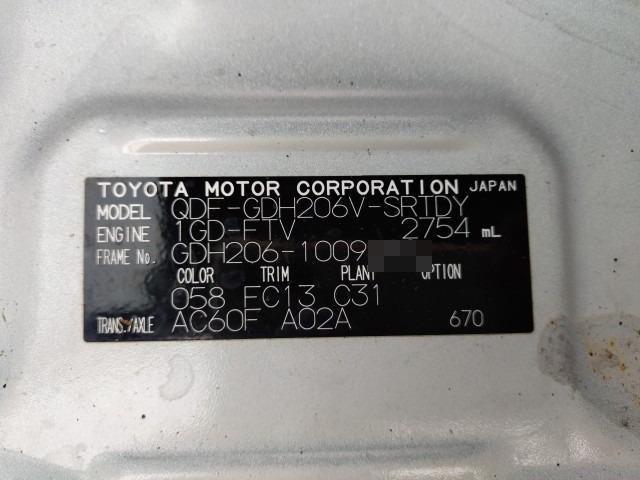 TOYOTA MOTOR CORPORATION JAPAN
MODEL QDF-GDH206V-SRTDY
ENGINE 1GD-FTV 2754 mL
FRAME No. GDH206-1009
COLOR TRIM PLANT OPTION
058 FC13 C31
TRANS./AXLE AC60F A02A 670